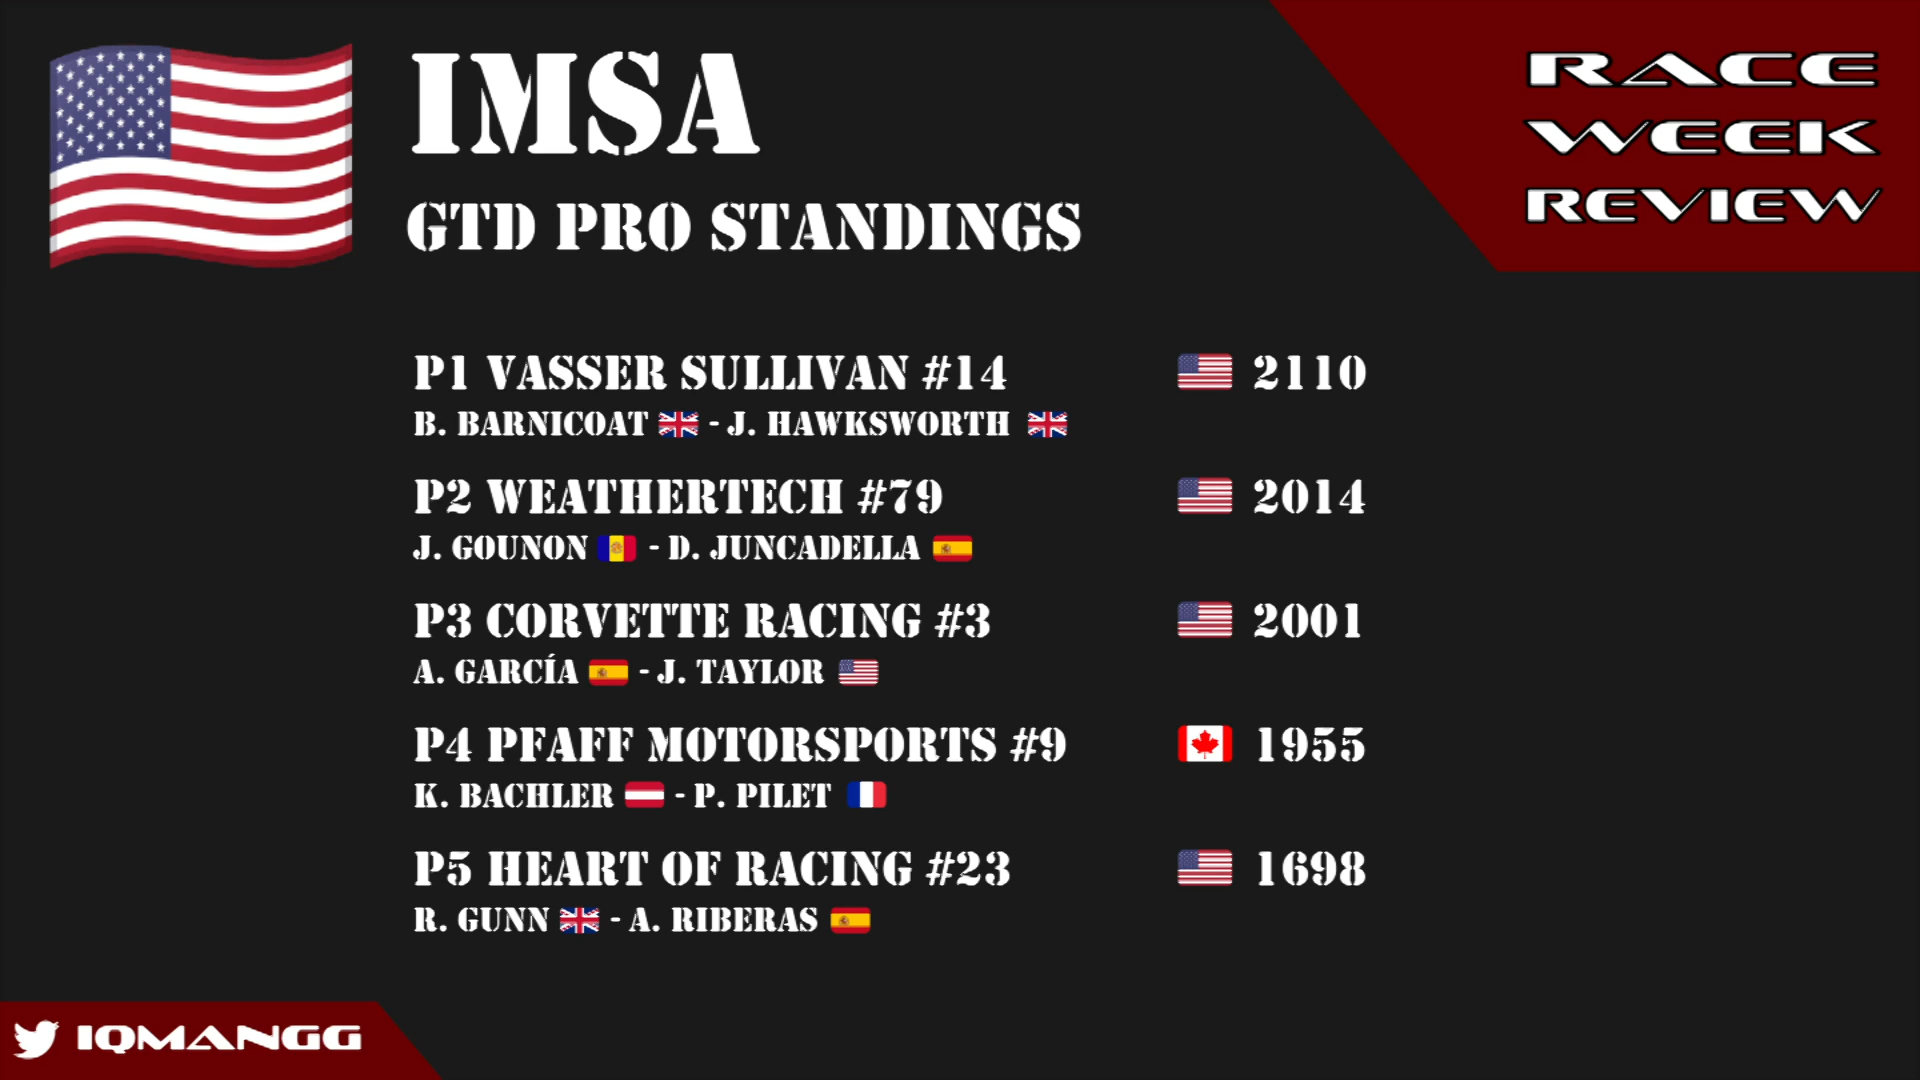 IMSA
GTD PRO STANDINGS
RACE
WEEK
REVIEW
P1 VASSER SULLIVAN #14 2110
B. BARNICOAT - J. HAWKSWORTH
P2 WEATHERTECH #79 2014
J. GOUNON - D. JUNCADELLA
P3 CORVETTE RACING #3 2001
A. GARCÍA - J. TAYLOR
P4 PFAFF MOTORSPORTS #9 1955
K. BACHLER - P. PILET
P5 HEART OF RACING #23 1698
R. GUNN - A. RIBERAS
IQMANGG